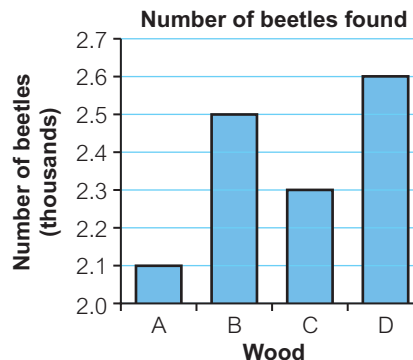 Number of beetles found
Number of beetles
(thousands)
2.7
2.6
2.5
2.4
2.3
2.2
2.1
2.0
A B C D
Wood